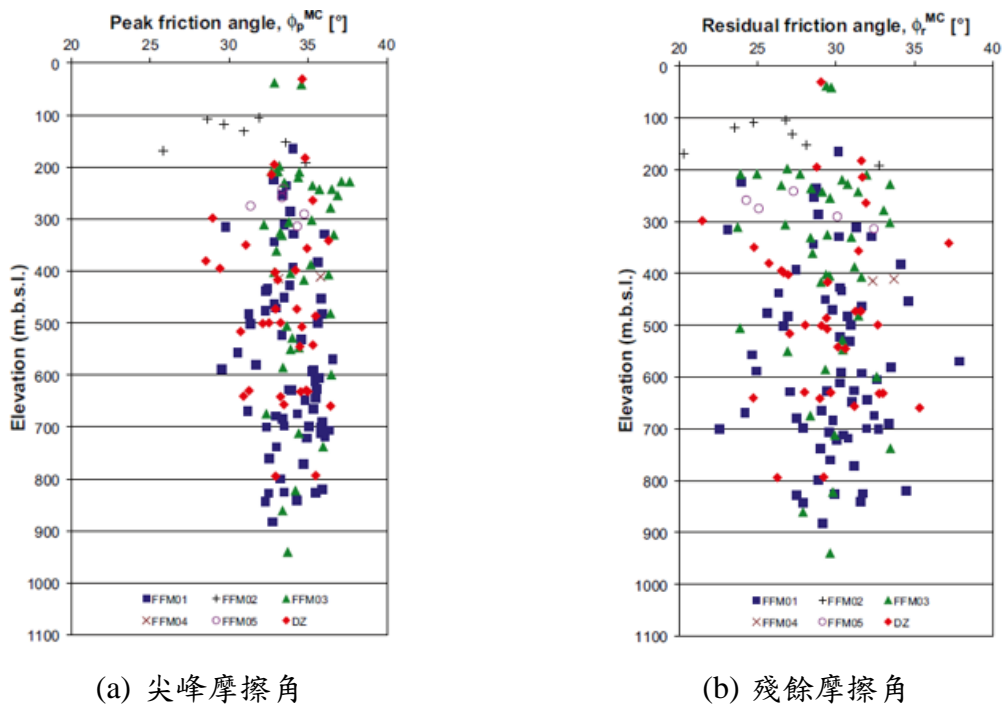 Peak friction angle, ϕp^MC [°]
20 25 30 35 40
0
100
200
300
400
500
600
700
800
900
1000
1100
Elevation (m.b.s.l.)
FFM01 FFM02 FFM03
FFM04 FFM05 DZ
(a) 尖峰摩擦角
Residual friction angle, ϕr^MC [°]
20 25 30 35 40
0
100
200
300
400
500
600
700
800
900
1000
1100
Elevation (m.b.s.l.)
FFM01 FFM02 FFM03
FFM04 FFM05 DZ
(b) 殘餘摩擦角